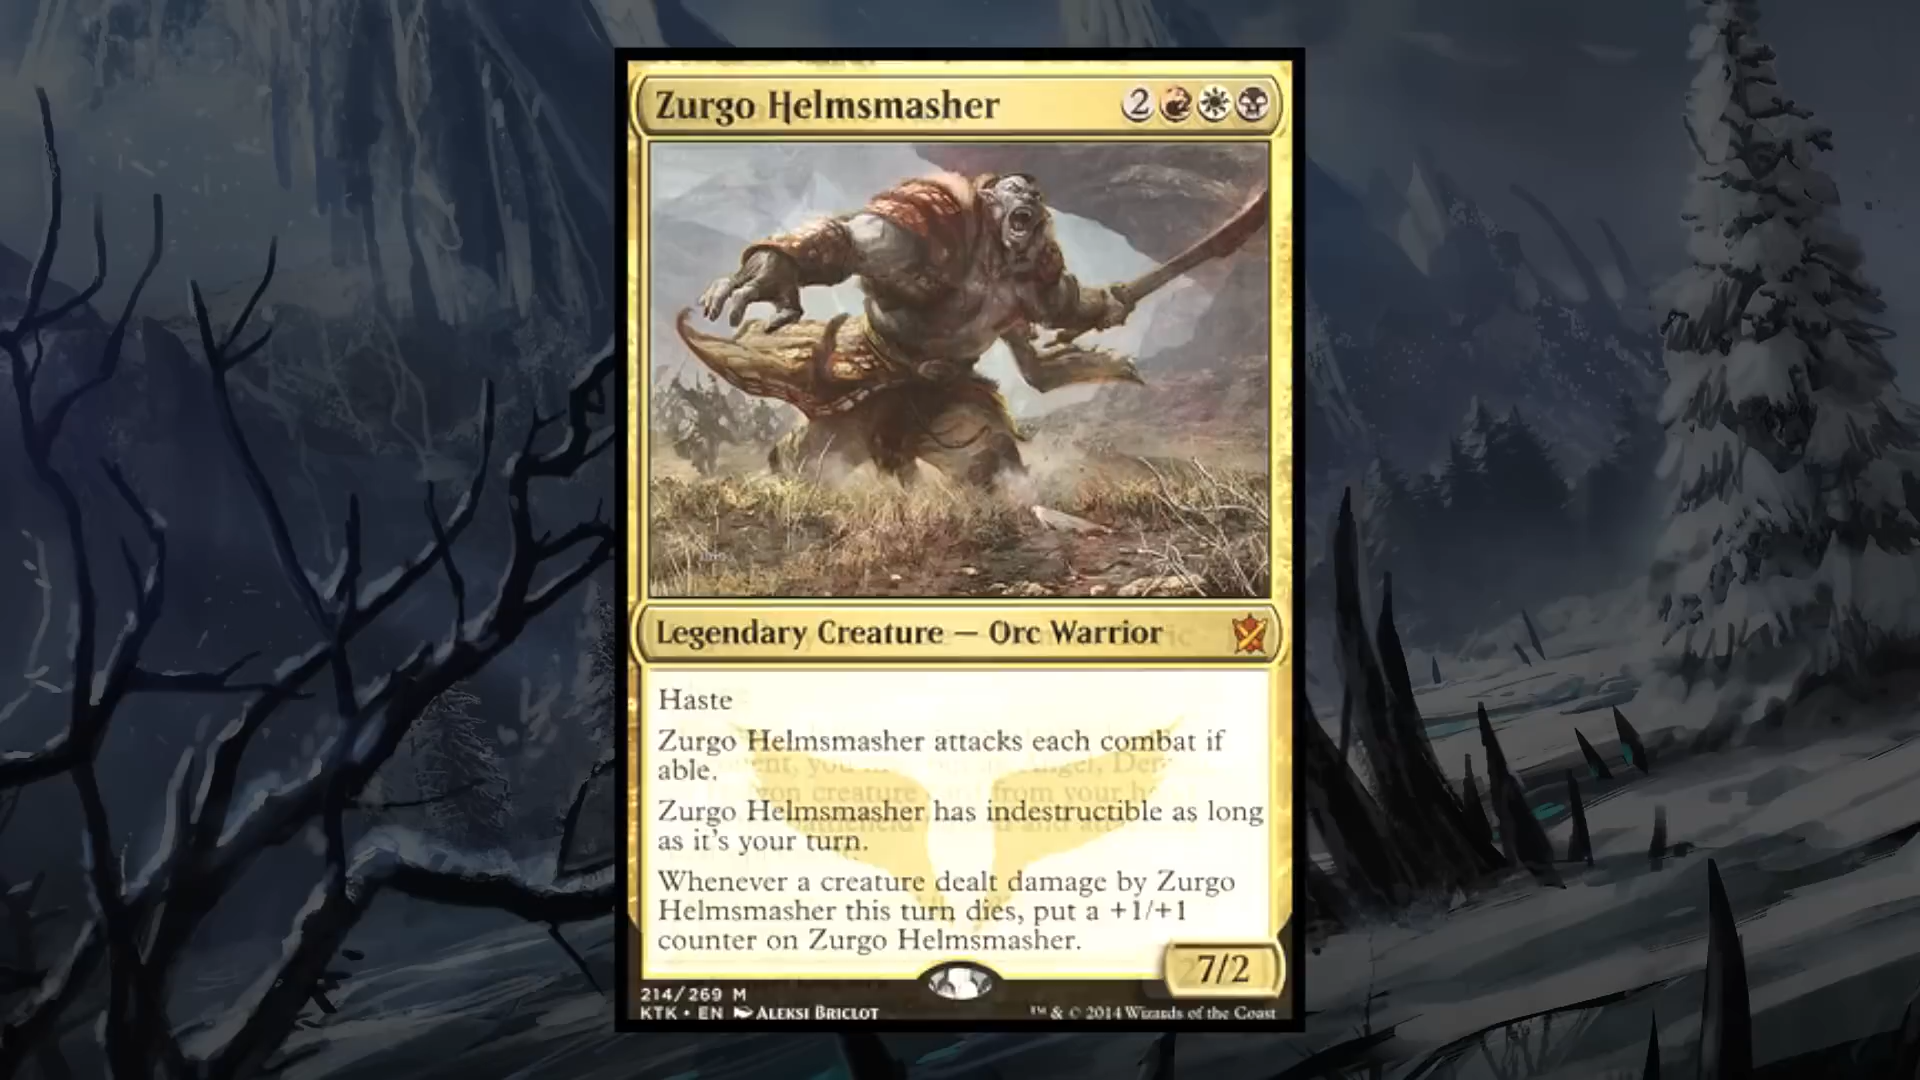 Zurgo Helmsmasher 2
Legendary Creature — Orc Warrior
Haste
Zurgo Helmsmasher attacks each combat if
able.
Zurgo Helmsmasher has indestructible as long
as it's your turn.
Whenever a creature dealt damage by Zurgo
Helmsmasher this turn dies, put a +1/+1
counter on Zurgo Helmsmasher.
7/2
214/269 M
KTK • EN ALEKSI BRICLOT
™ & © 2014 Wizards of the Coast